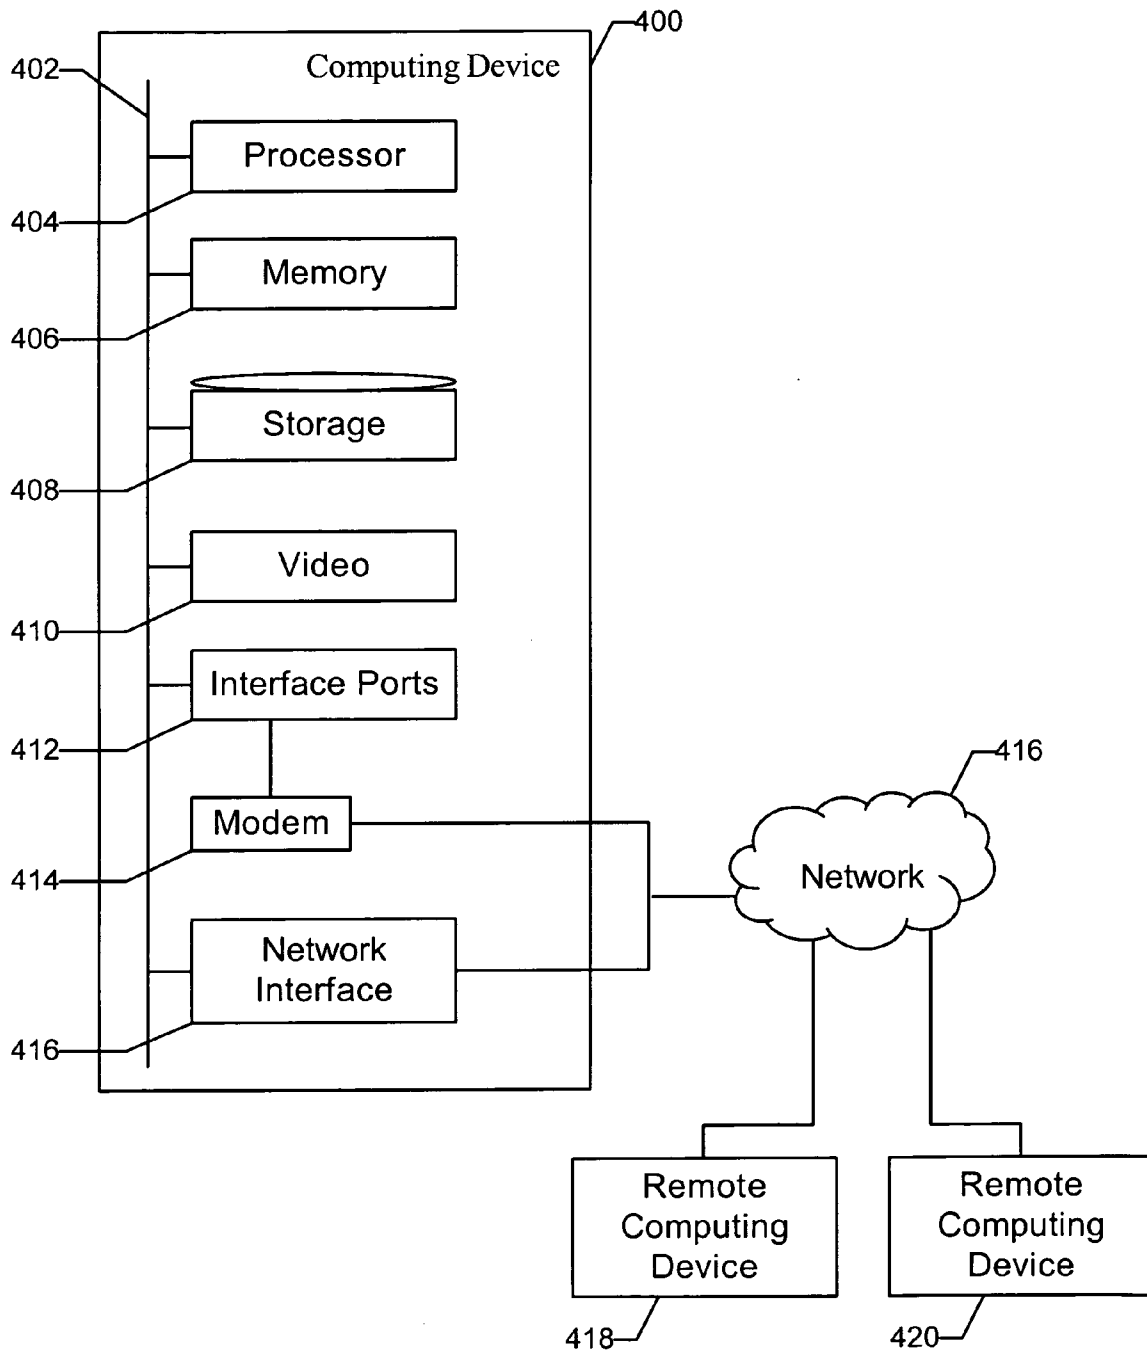 400
402
Computing Device
Processor
404
Memory
406
Storage
408
Video
410
Interface Ports
412
416
Modem
Network
414
Network
Interface
416
Remote
Computing
Device
Remote
Computing
Device
418
420